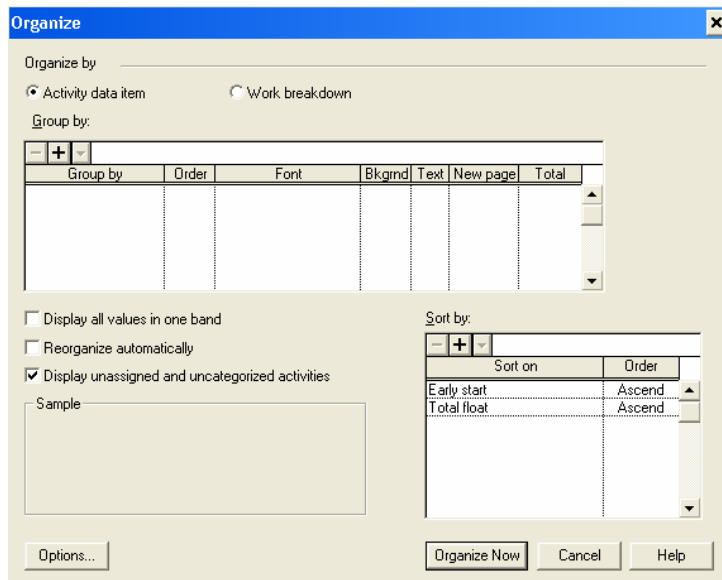 Organize
Organize by
Activity data item Work breakdown
Group by:
Group by Order Font Bkgrnd Text New page Total
Display all values in one band
Reorganize automatically
Display unassigned and uncategorized activities
Sample
Sort by:
Sort on Order
Early start Ascend
Total float Ascend
Options... Organize Now Cancel Help